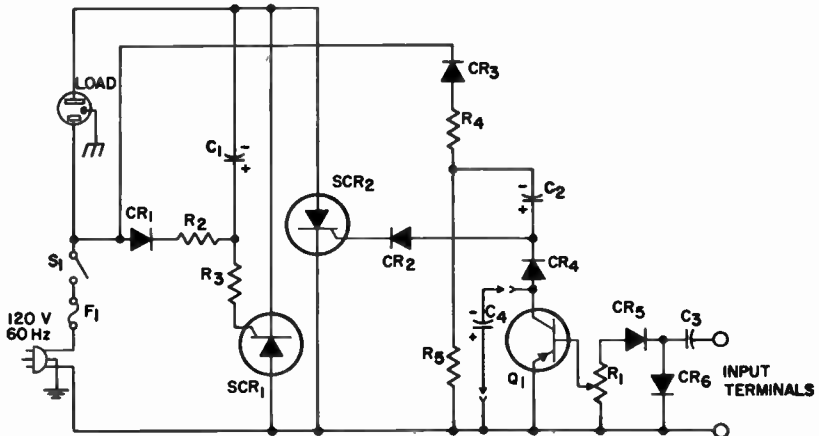 LOAD
CR3
R4
C1
-
+
SCR2
-
C2
+
CR1
R2
CR2
S1
R3
CR4
120 V
60 Hz
F1
-
C4
+
CR5
C3
R5
Q1
R1
CR6
INPUT
TERMINALS
SCR1